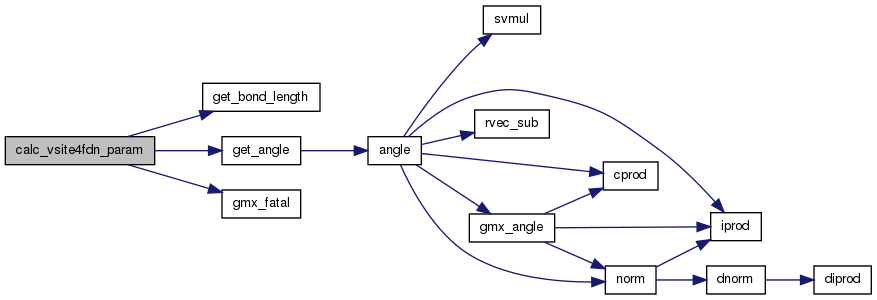 svmul
get_bond_length
rvec_sub
calc_vsite4fdn_param
get_angle
angle
cprod
gmx_fatal
gmx_angle
iprod
norm
dnorm
diprod